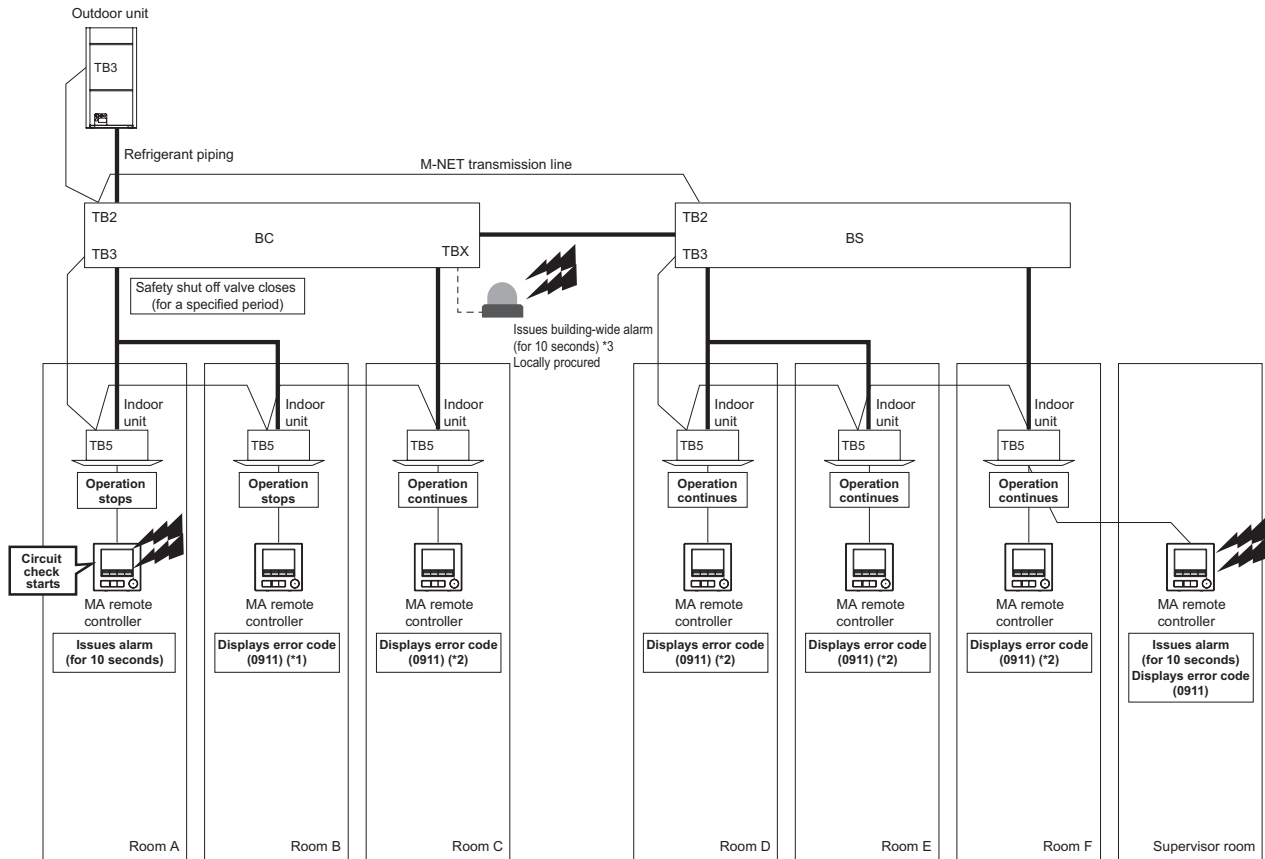 Outdoor unit
TB3
Refrigerant piping
M-NET transmission line
TB2
BC
TB3
TBX
TB2
BS
TB3
Safety shut off valve closes
(for a specified period)
Issues building-wide alarm
(for 10 seconds) *3
Locally procured
Indoor
unit
TB5
Operation
stops
Circuit
check
starts
MA remote
controller
Issues alarm
(for 10 seconds)
Room A
Indoor
unit
TB5
Operation
stops
MA remote
controller
Displays error code
(0911) (*1)
Room B
Indoor
unit
TB5
Operation
continues
MA remote
controller
Displays error code
(0911) (*2)
Room C
Indoor
unit
TB5
Operation
continues
MA remote
controller
Displays error code
(0911) (*2)
Room D
Indoor
unit
TB5
Operation
continues
MA remote
controller
Displays error code
(0911) (*2)
Room E
Indoor
unit
TB5
Operation
continues
MA remote
controller
Displays error code
(0911) (*2)
Room F
MA remote
controller
Issues alarm
(for 10 seconds)
Displays error code
(0911)
Supervisor room